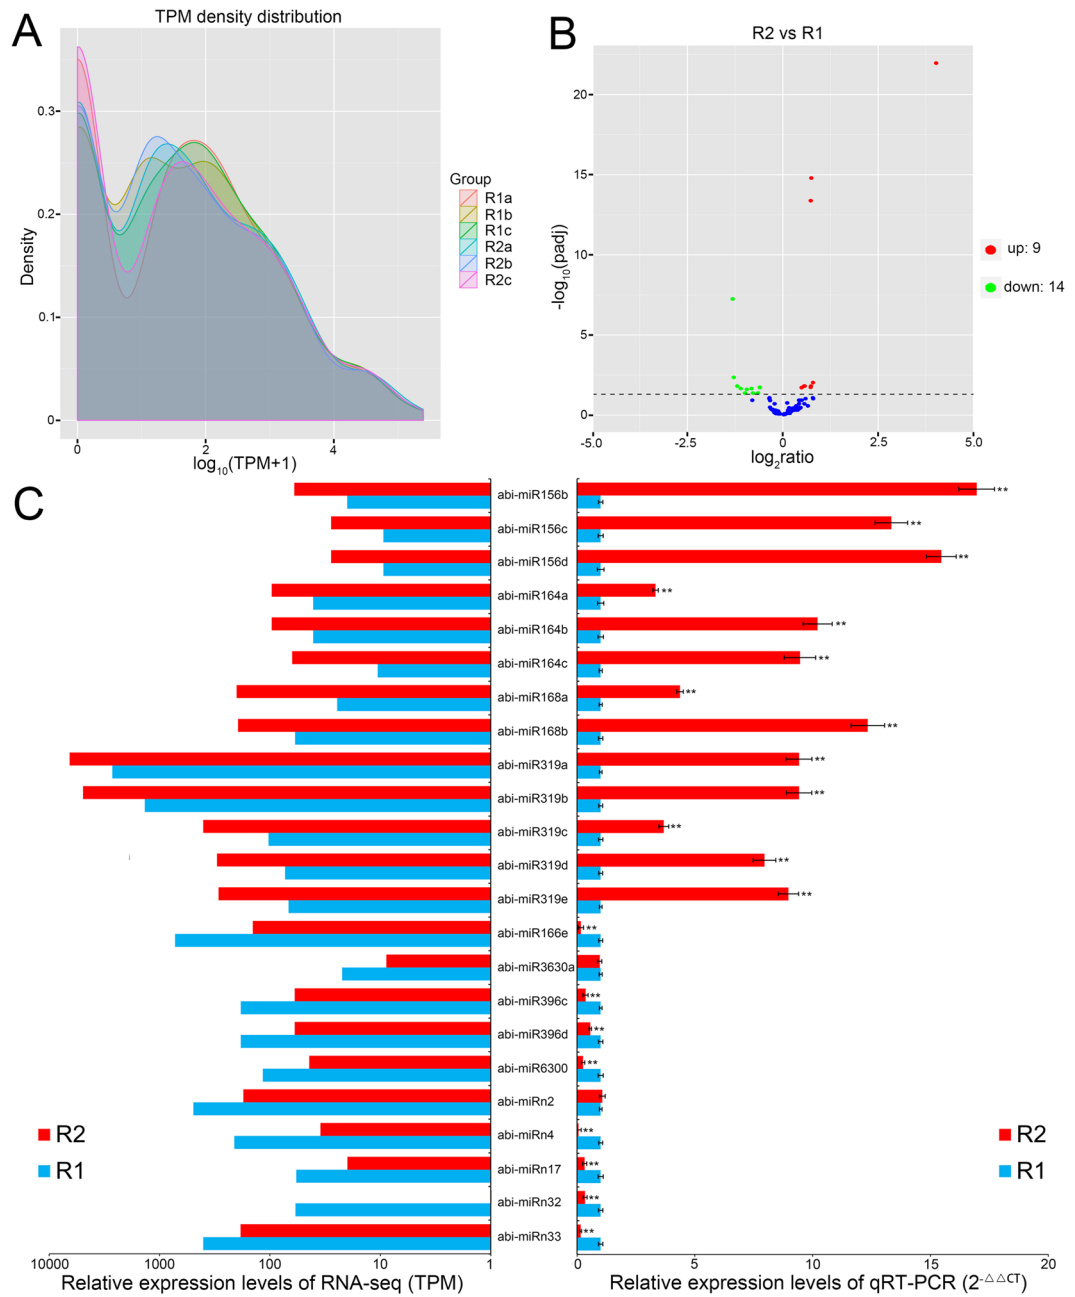 A
TPM density distribution
Density
0.3
0.2
0.1
0
0
2
4
log10(TPM+1)
Group
R1a
R1b
R1c
R2a
R2b
R2c
B
R2 vs R1
-log10(padj)
20
15
10
5
0
-5.0
-2.5
0.0
2.5
5.0
log2ratio
up: 9
down: 14
C
abi-miR156b
**
abi-miR156c
**
abi-miR156d
**
abi-miR164a
**
abi-miR164b
**
abi-miR164c
**
abi-miR168a
**
abi-miR168b
**
abi-miR319a
**
abi-miR319b
**
abi-miR319c
**
i
abi-miR319d
**
abi-miR319e
**
abi-miR166e
**
abi-miR3630a
abi-miR396c
**
abi-miR396d
**
abi-miR6300
**
abi-miRn2
abi-miRn4
**
abi-miRn17
**
abi-miRn32
**
abi-miRn33
**
R2
R1
R2
R1
10000
1000
100
10
1
0
5
10
15
20
Relative expression levels of RNA-seq (TPM)
Relative expression levels of qRT-PCR (2-△△CT)